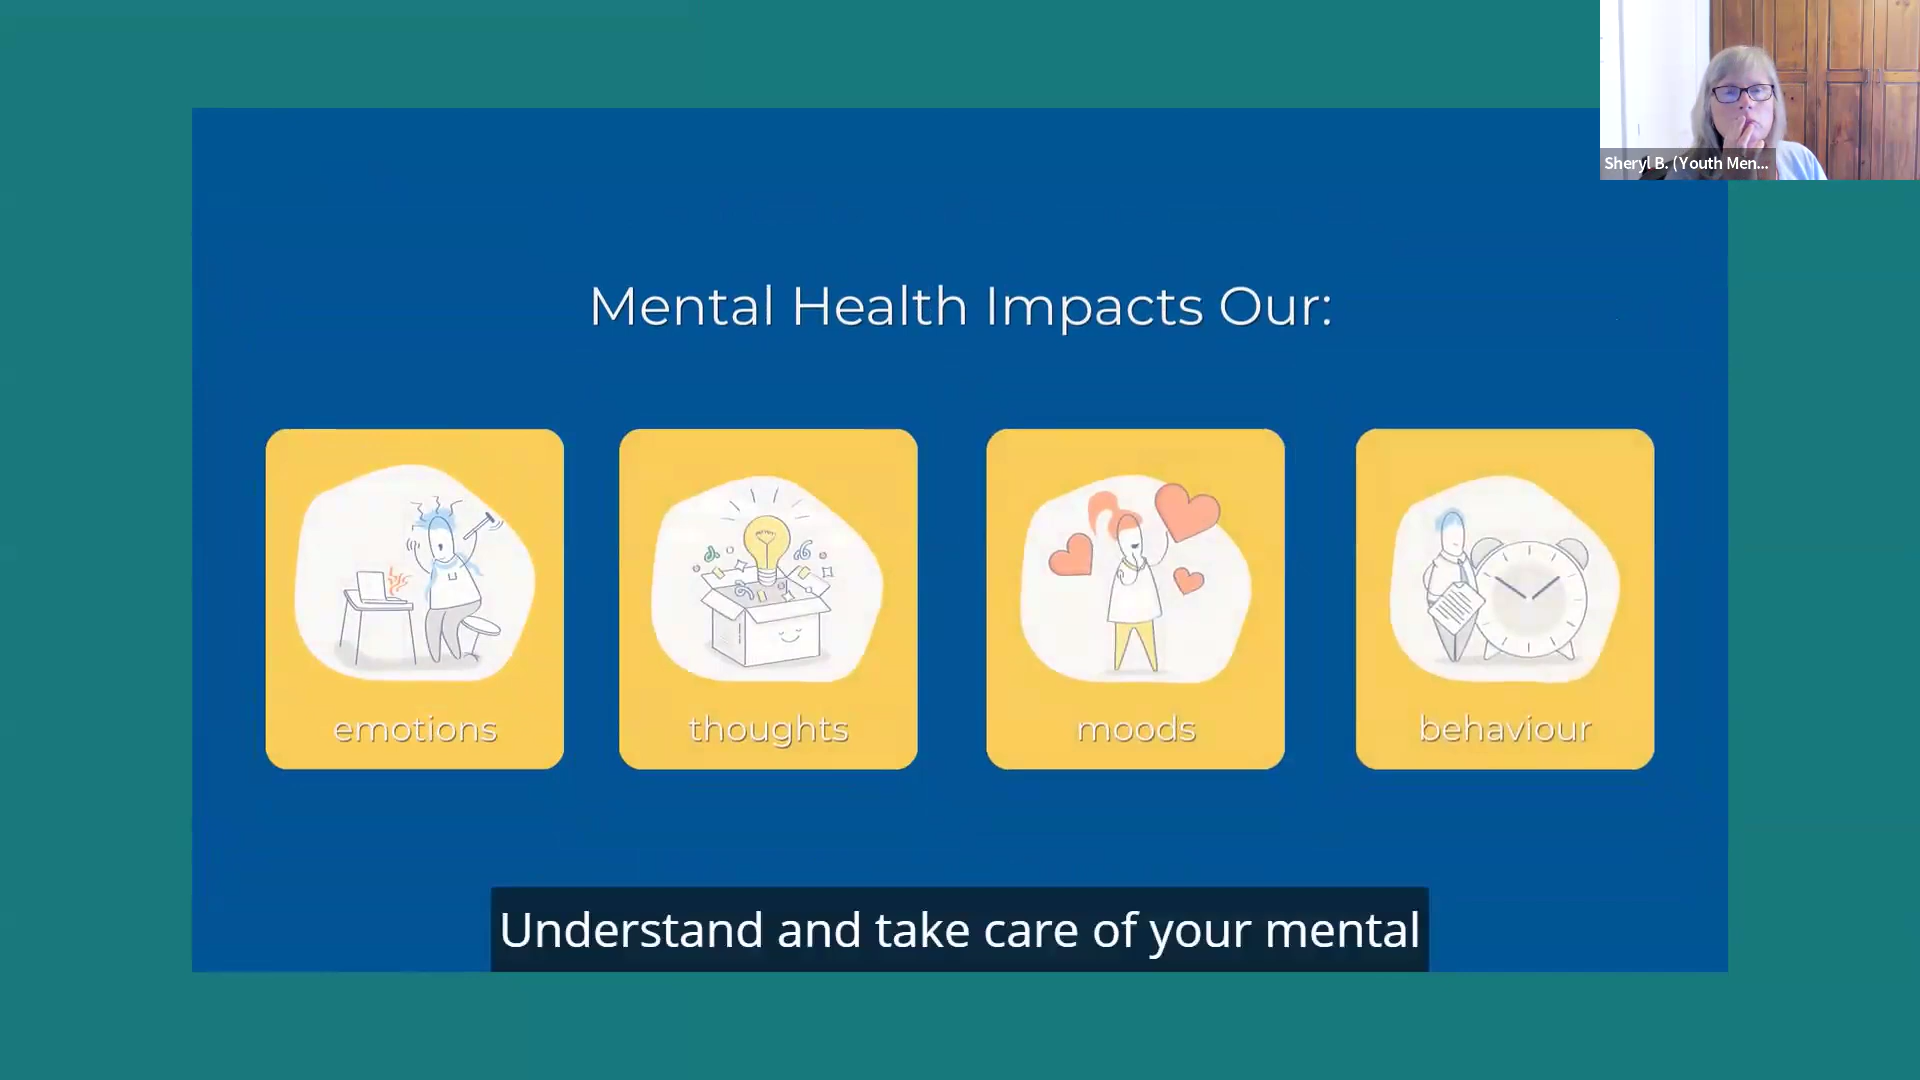 Sheryl B. (Youth Men...
Mental Health Impacts Our:
emotions
thoughts
moods
behaviour
Understand and take care of your mental